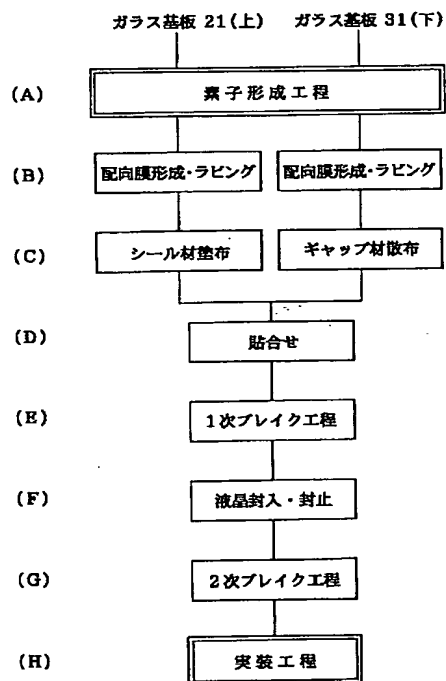 ガラス基板 21(上) ガラス基板 31(下)
(A) 素子形成工程
(B) 配向膜形成・ラビング 配向膜形成・ラビング
(C) シール材塗布 ギャップ材散布
(D) 貼合せ
(E) 1次ブレイク工程
(F) 液晶封入・封止
(G) 2次ブレイク工程
(H) 実装工程